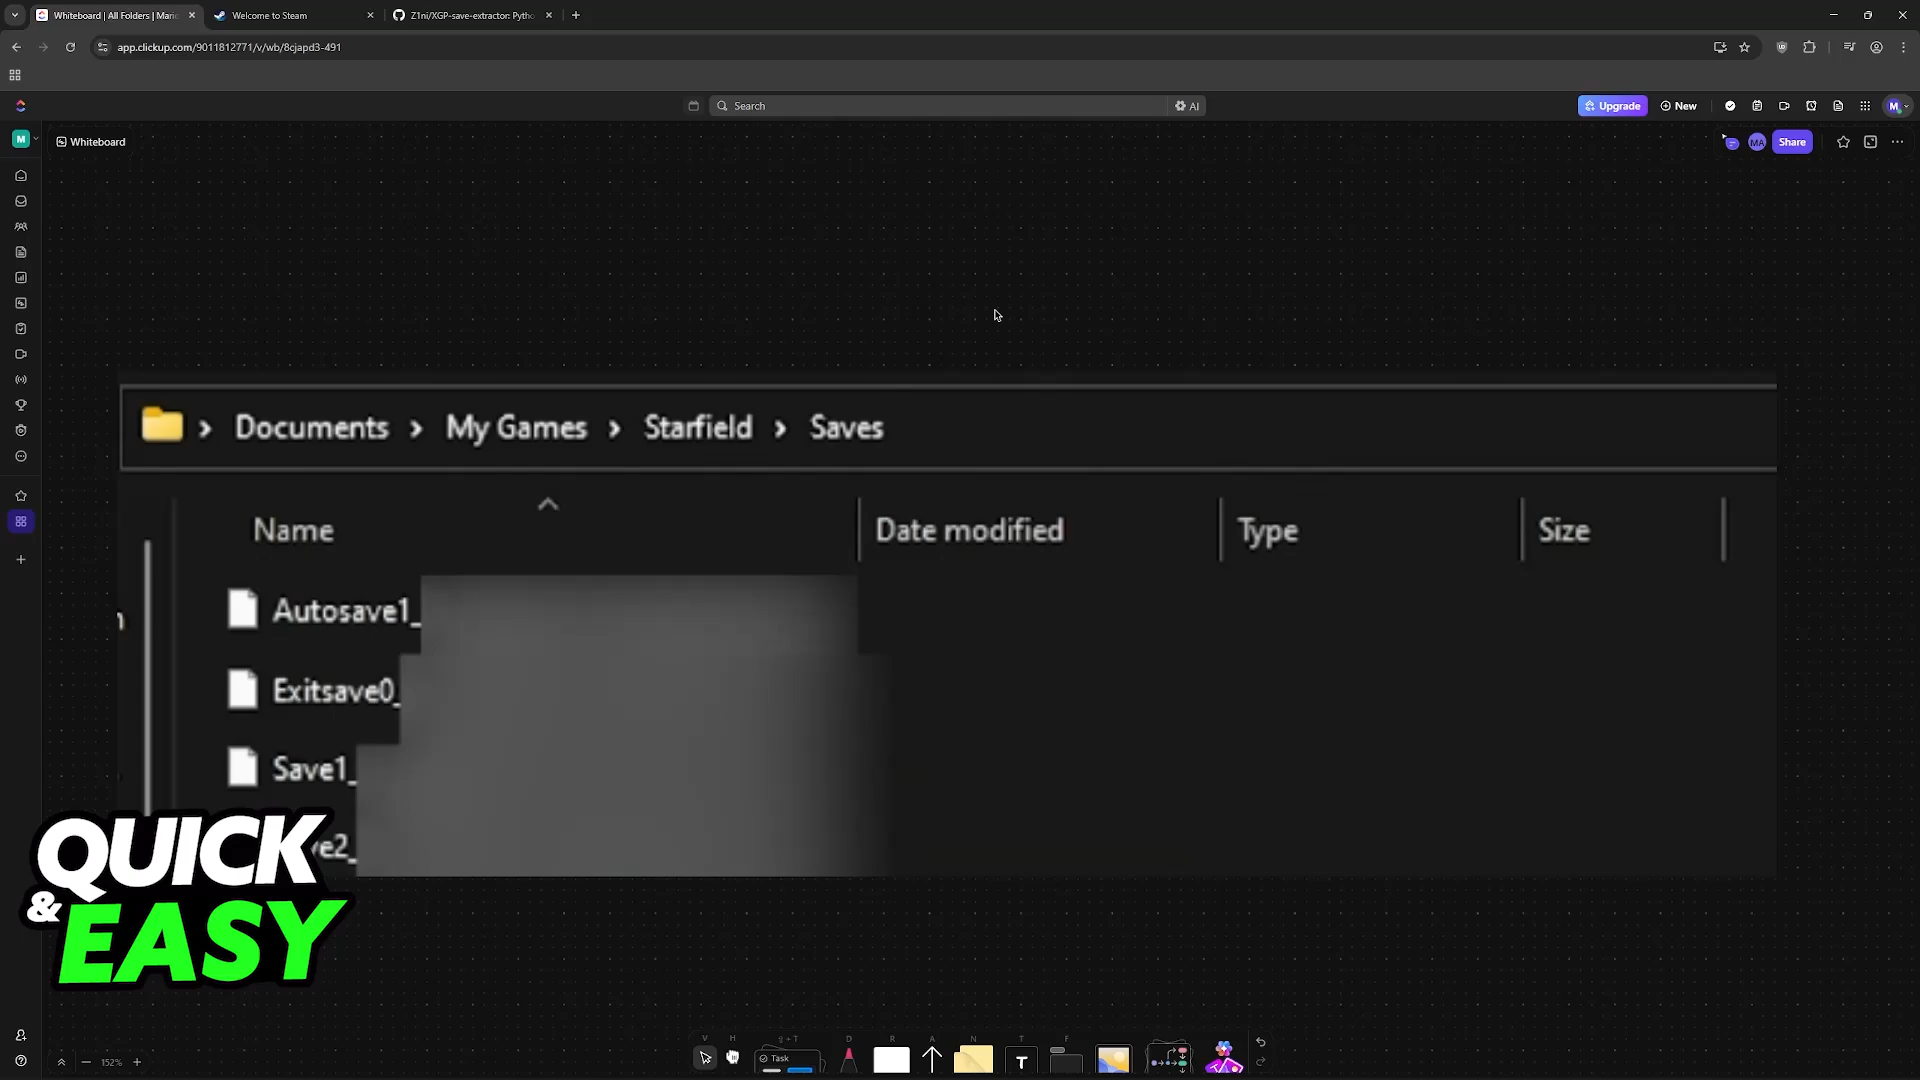 Whiteboard | All Folders | Mari
Welcome to Steam
Z1ni/XGP-save-extractor: Pytho
app.clickup.com/9011812771/v/wb/8cjapd3-491
Search
AI
Upgrade
New
M
M
Whiteboard
MA
Share
Documents > My Games > Starfield > Saves
Name
Date modified
Type
Size
Autosave1_
Exitsave0_
Save1_
ve2_
QUICK
& EASY
V
H
⇧+T
D
R
A
N
T
F
Task
T
152%